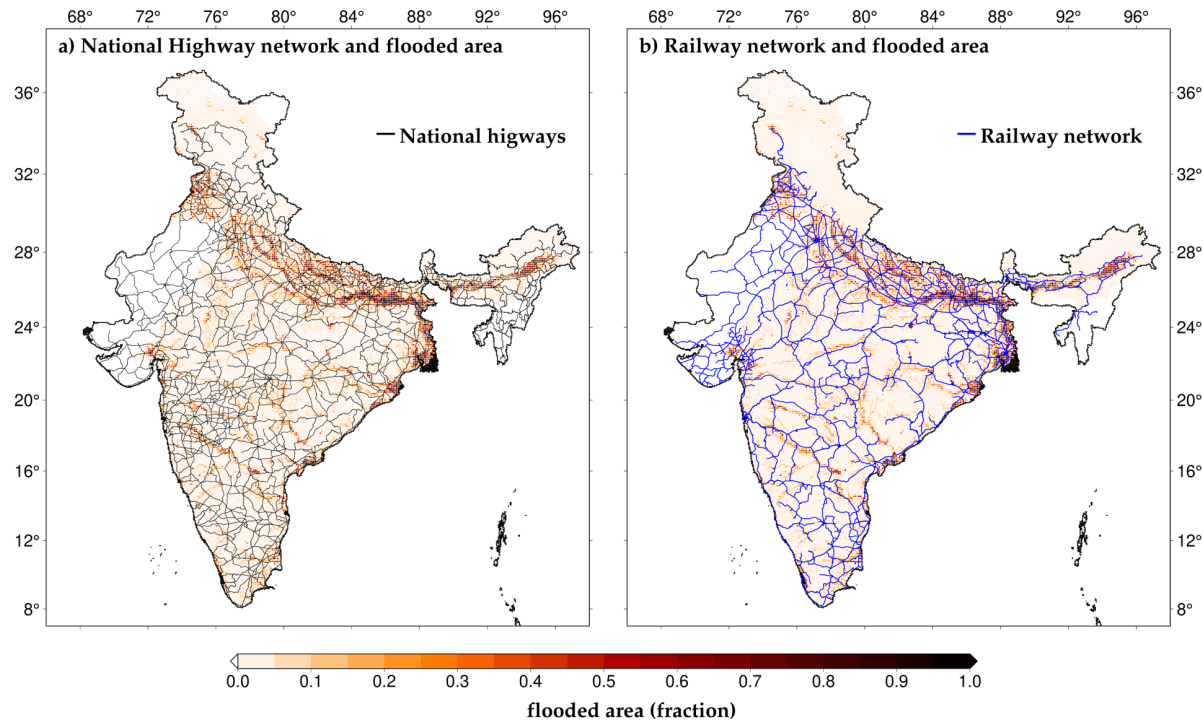 68° 72° 76° 80° 84° 88° 92° 96° 68° 72° 76° 80° 84° 88° 92° 96°
a) National Highway network and flooded area
b) Railway network and flooded area
36° 36°
National higways
Railway network
32° 32°
28° 28°
24° 24°
20° 20°
16° 16°
12° 12°
8° 8°
0.0 0.1 0.2 0.3 0.4 0.5 0.6 0.7 0.8 0.9 1.0
flooded area (fraction)